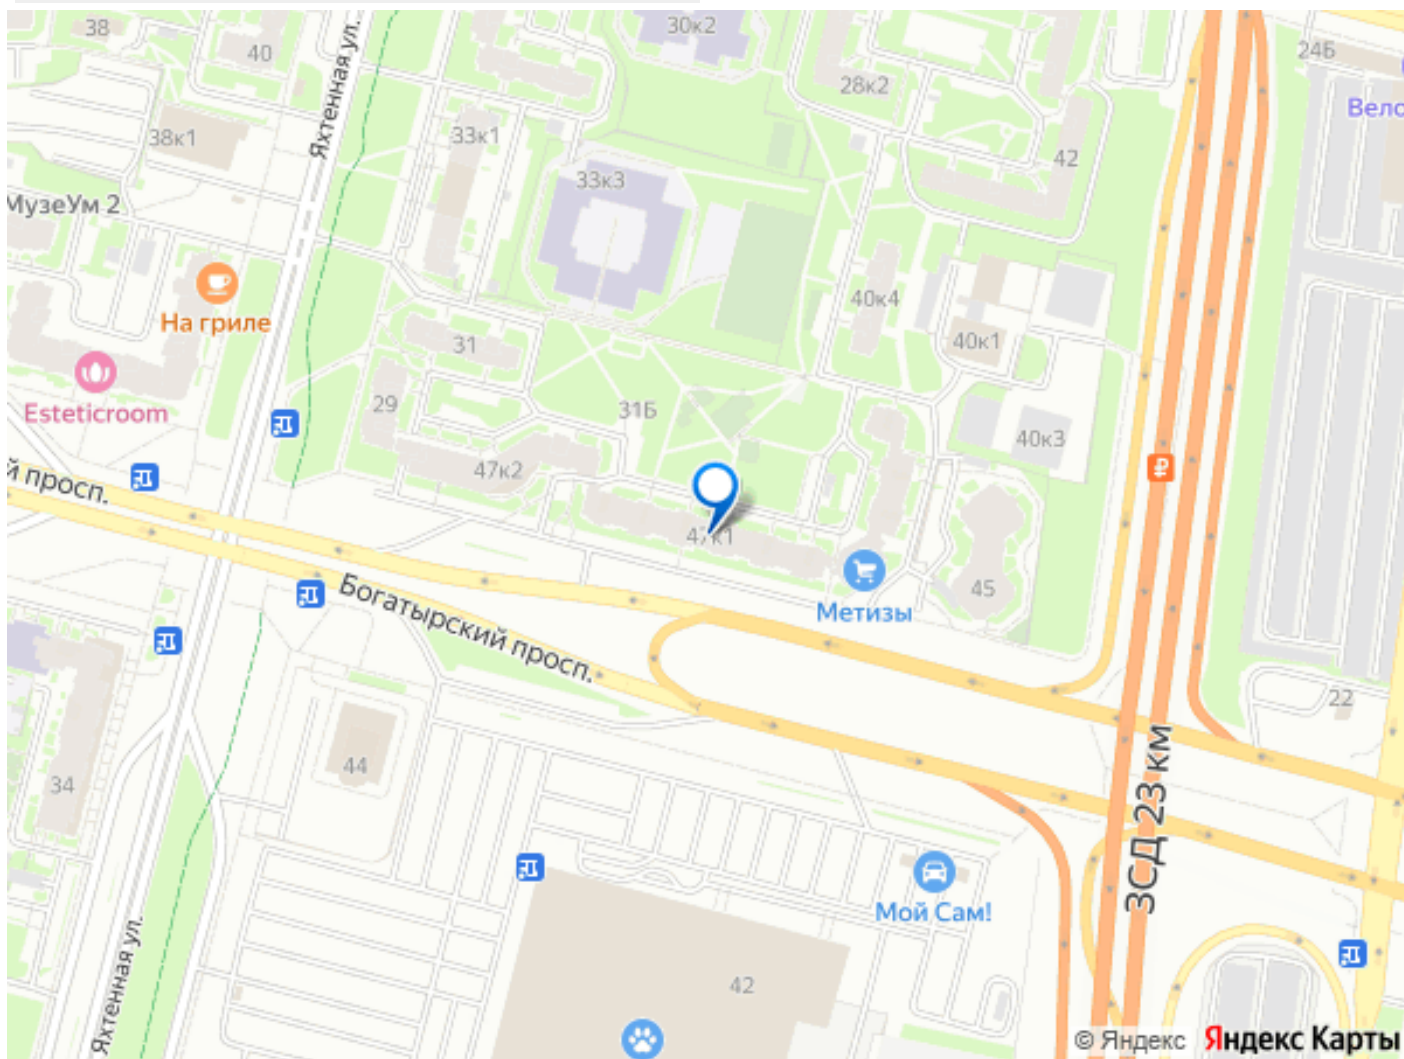 38
40
30к2
28к2
24Б
Вело
Яхтенная ул.
38к1
33к1
42
33к3
МузеУм 2
На гриле
40к4
40к1
31
Esteticroom
29
31Б
40к3
47к2
й просп.
47к1
45
Метизы
Богатырский просп.
22
34
44
ЗСД 23 км
Мой Сам!
Яхтенная ул.
42
© Яндекс Яндекс Карты